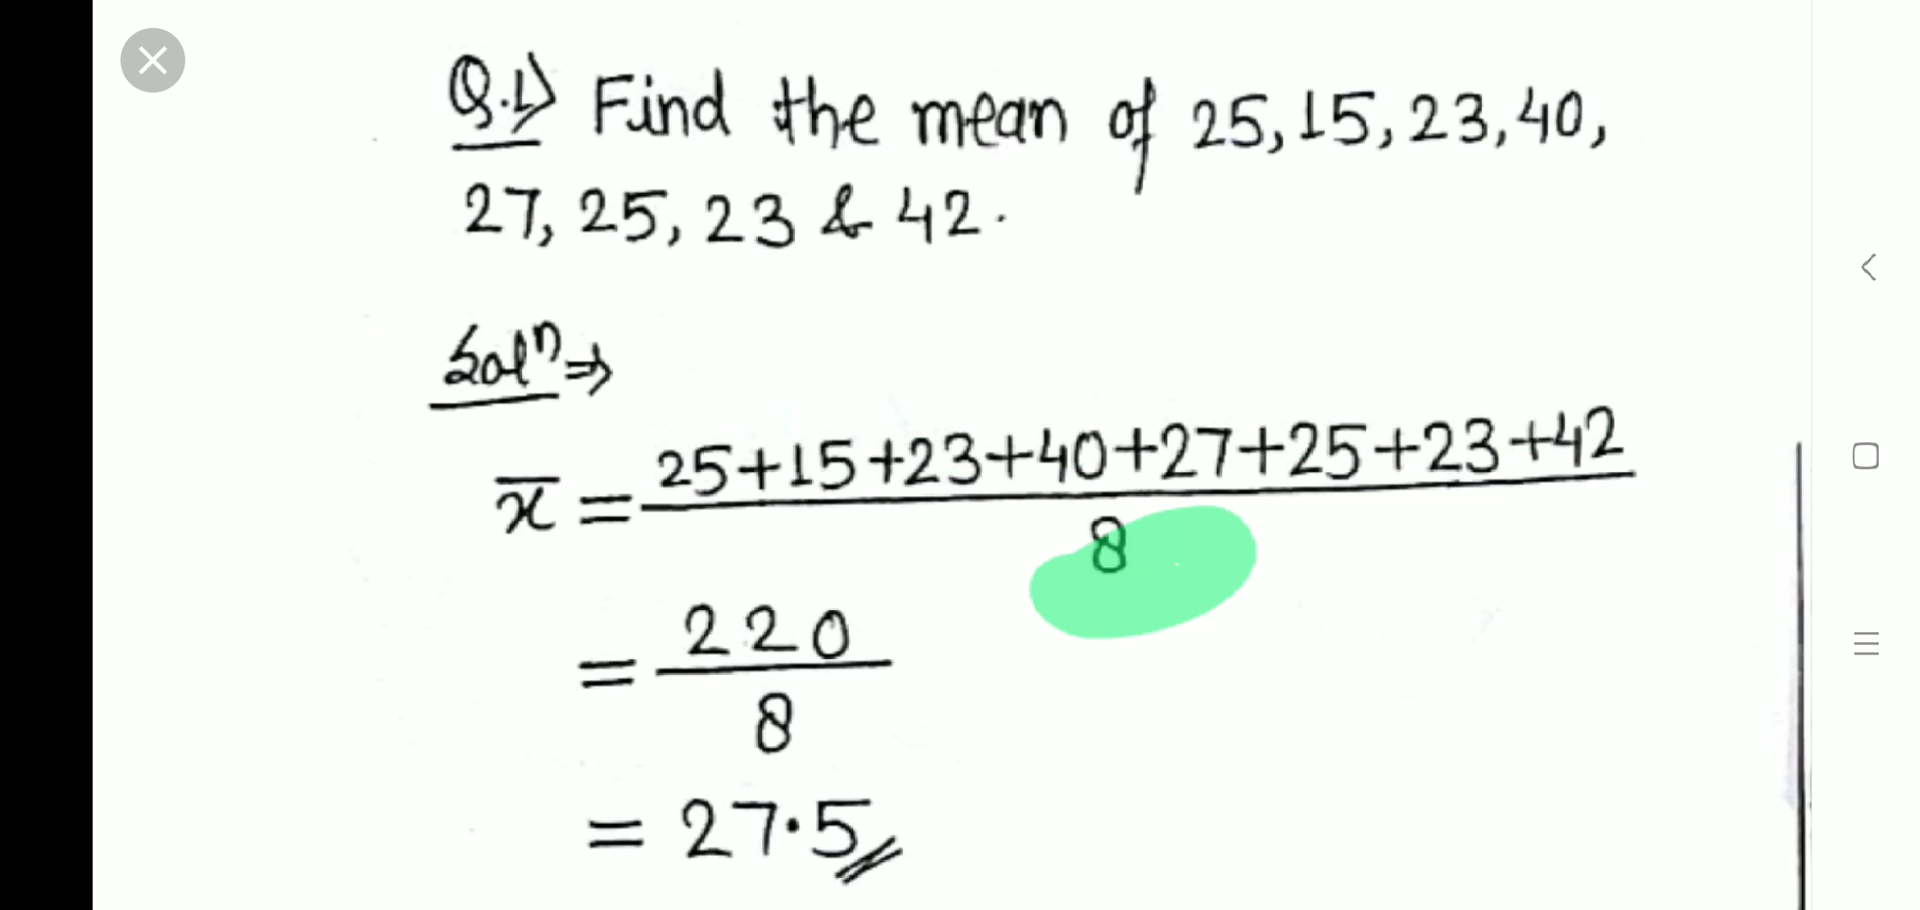 Q.1) Find the mean of 25, 15, 23, 40,
27, 25, 23 & 42.
Solⁿ ⇒
x̅ = 25+15+23+40+27+25+23+42
8
= 220
8
= 27.5